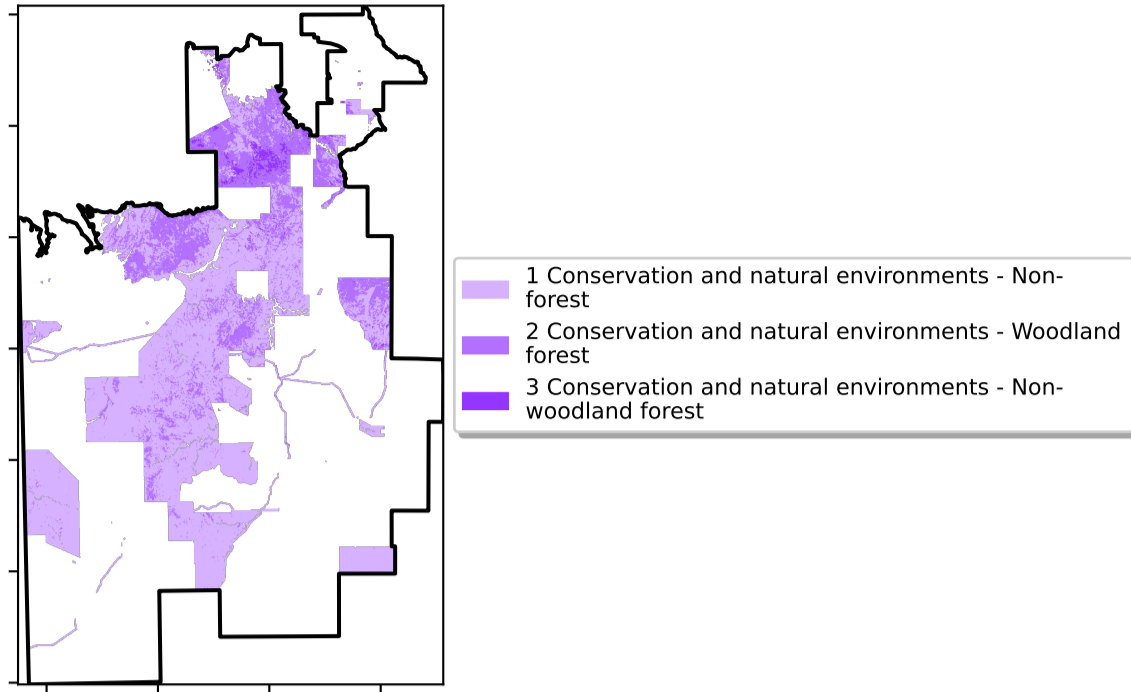 1 Conservation and natural environments - Non-
forest
2 Conservation and natural environments - Woodland
forest
3 Conservation and natural environments - Non-
woodland forest